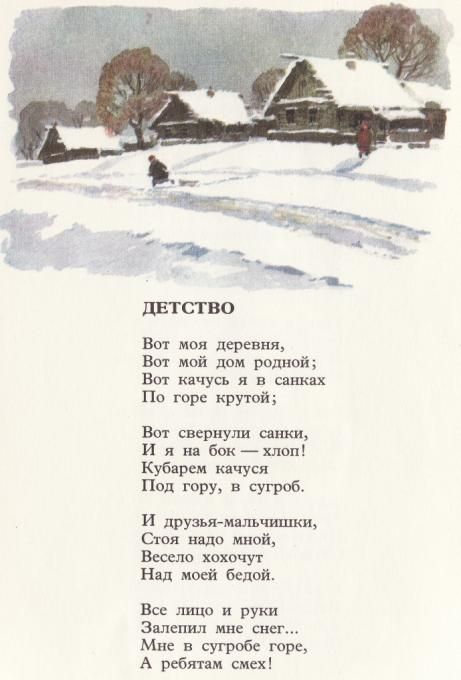 ДЕТСТВО
Вот моя деревня,
Вот мой дом родной;
Вот качусь я в санках
По горе крутой;
Вот свернули санки,
И я на бок — хлоп!
Кубарем качуся
Под гору, в сугроб.
И друзья-мальчишки,
Стоя надо мной,
Весело хохочут
Над моей бедой.
Все лицо и руки
Залепил мне снег...
Мне в сугробе горе,
А ребятам смех!